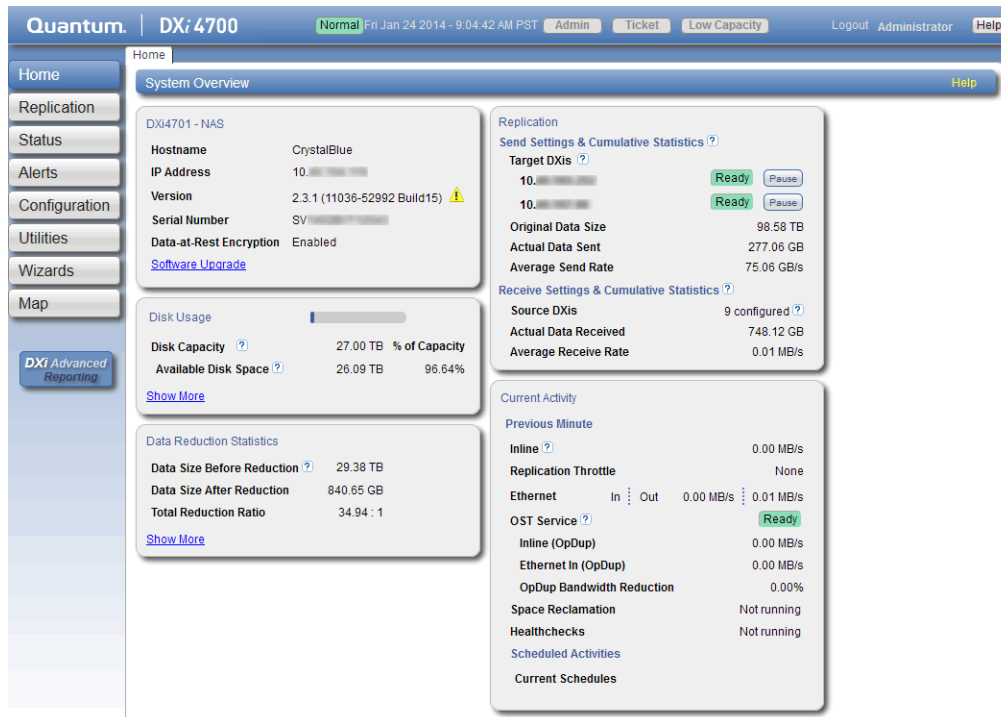 Quantum. DXi 4700 Normal Fri Jan 24 2014 - 9:04:42 AM PST Admin Ticket Low Capacity Logout Administrator Help
Home
System Overview Help
Home
Replication
Status
Alerts
Configuration
Utilities
Wizards
Map
DXi Advanced
Reporting
DXi4701 - NAS
Hostname CrystalBlue
IP Address 10.
Version 2.3.1 (11036-52992 Build15)
Serial Number SV
Data-at-Rest Encryption Enabled
Software Upgrade
Disk Usage
Disk Capacity ? 27.00 TB % of Capacity
Available Disk Space ? 26.09 TB 96.64%
Show More
Data Reduction Statistics
Data Size Before Reduction ? 29.38 TB
Data Size After Reduction 840.65 GB
Total Reduction Ratio 34.94 : 1
Show More
Replication
Send Settings & Cumulative Statistics ?
Target DXis ?
10. Ready Pause
10. Ready Pause
Original Data Size 98.58 TB
Actual Data Sent 277.06 GB
Average Send Rate 75.06 GB/s
Receive Settings & Cumulative Statistics ?
Source DXis 9 configured ?
Actual Data Received 748.12 GB
Average Receive Rate 0.01 MB/s
Current Activity
Previous Minute
Inline ? 0.00 MB/s
Replication Throttle None
Ethernet In Out 0.00 MB/s 0.01 MB/s
OST Service ? Ready
Inline (OpDup) 0.00 MB/s
Ethernet In (OpDup) 0.00 MB/s
OpDup Bandwidth Reduction 0.00%
Space Reclamation Not running
Healthchecks Not running
Scheduled Activities
Current Schedules